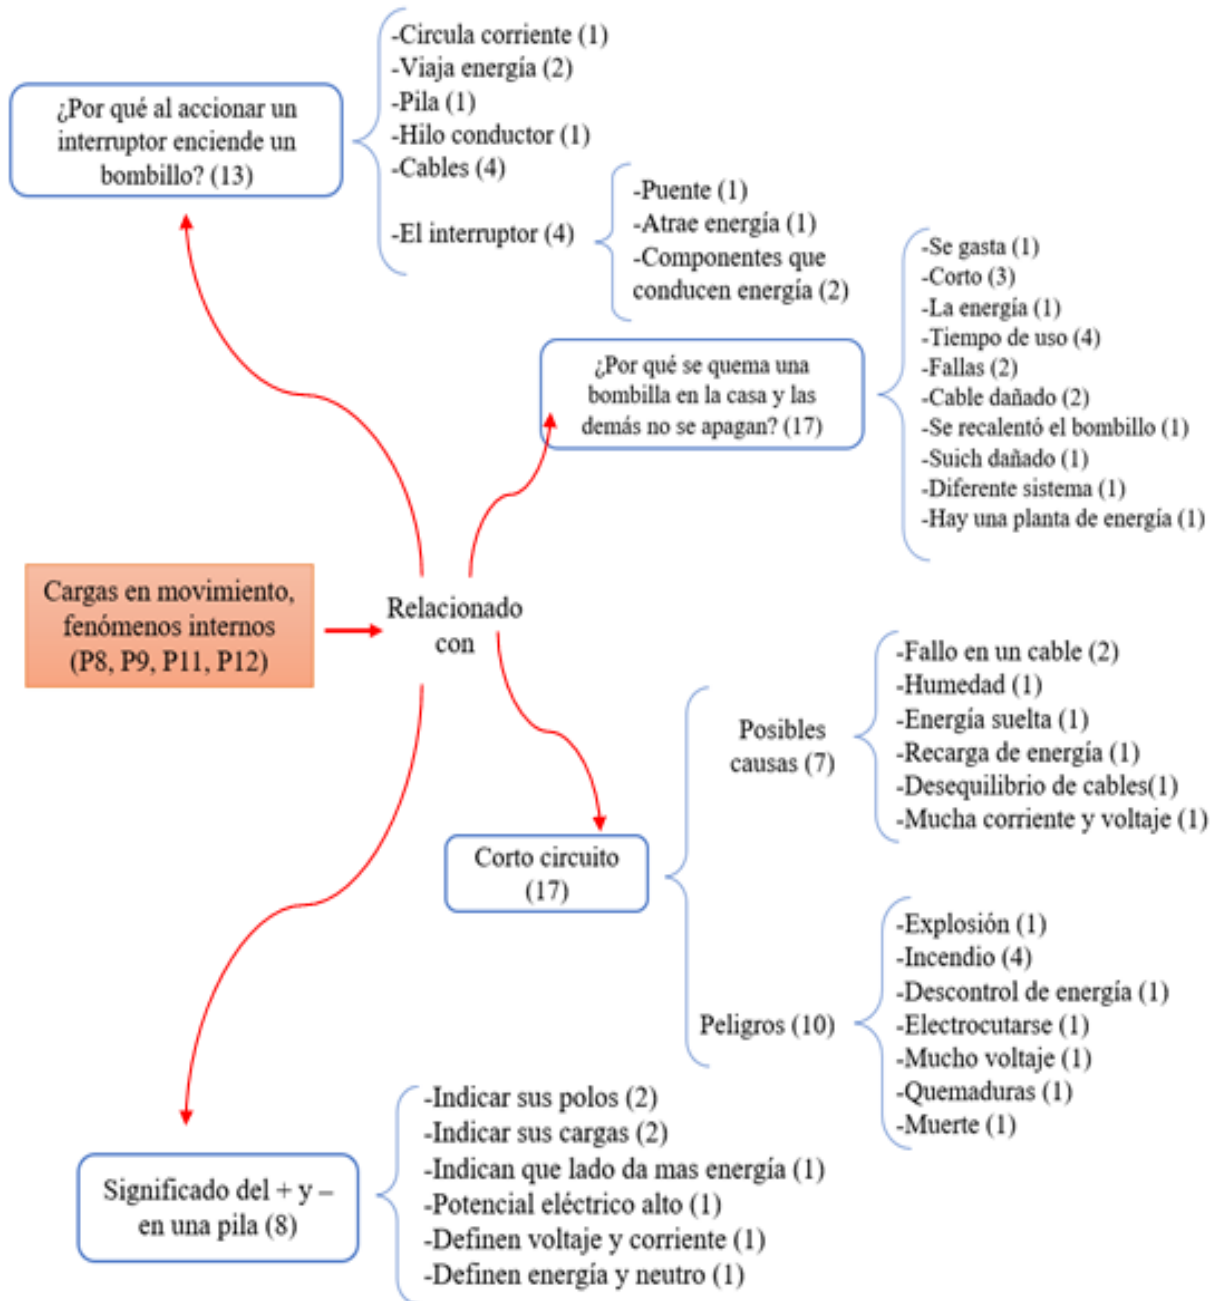 ¿Por qué al accionar un
interruptor enciende un
bombillo? (13)
-Circula corriente (1)
-Viaja energía (2)
-Pila (1)
-Hilo conductor (1)
-Cables (4)
-El interruptor (4)
-Puente (1)
-Atrae energía (1)
-Componentes que
conducen energía (2)
¿Por qué se quema una
bombilla en la casa y las
demás no se apagan? (17)
-Se gasta (1)
-Corto (3)
-La energía (1)
-Tiempo de uso (4)
-Fallas (2)
-Cable dañado (2)
-Se recalentó el bombillo (1)
-Suich dañado (1)
-Diferente sistema (1)
-Hay una planta de energía (1)
Cargas en movimiento,
fenómenos internos
(P8, P9, P11, P12)
Relacionado
con
Corto circuito
(17)
Posibles
causas (7)
-Fallo en un cable (2)
-Humedad (1)
-Energía suelta (1)
-Recarga de energía (1)
-Desequilibrio de cables(1)
-Mucha corriente y voltaje (1)
Peligros (10)
-Explosión (1)
-Incendio (4)
-Descontrol de energía (1)
-Electrocutarse (1)
-Mucho voltaje (1)
-Quemaduras (1)
-Muerte (1)
Significado del + y –
en una pila (8)
-Indicar sus polos (2)
-Indicar sus cargas (2)
-Indican que lado da mas energía (1)
-Potencial eléctrico alto (1)
-Definen voltaje y corriente (1)
-Definen energía y neutro (1)